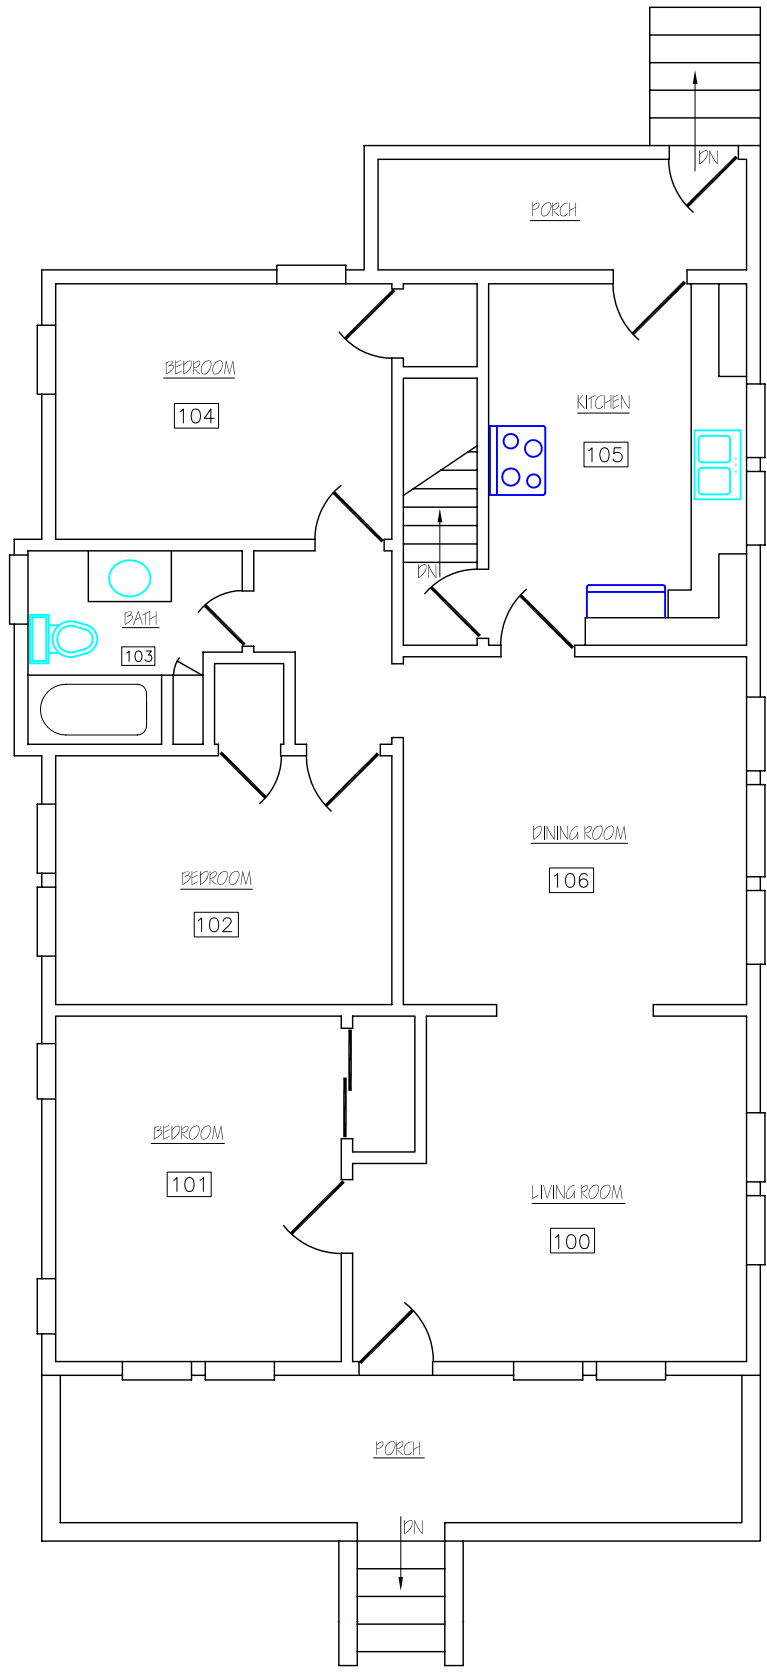 DN
PORCH
BEDROOM
104
KITCHEN
105
DN
BATH
103
DINING ROOM
106
BEDROOM
102
BEDROOM
101
LIVING ROOM
100
PORCH
DN